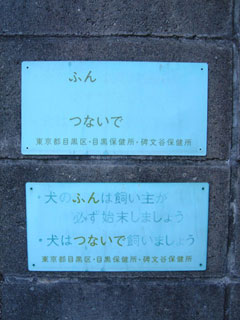 ふん
つないで
東京都目黒区・目黒保健所・碑文谷保健所
・犬のふんは飼い主が
必ず始末しましょう
・犬はつないで飼いましょう
東京都目黒区・目黒保健所・碑文谷保健所